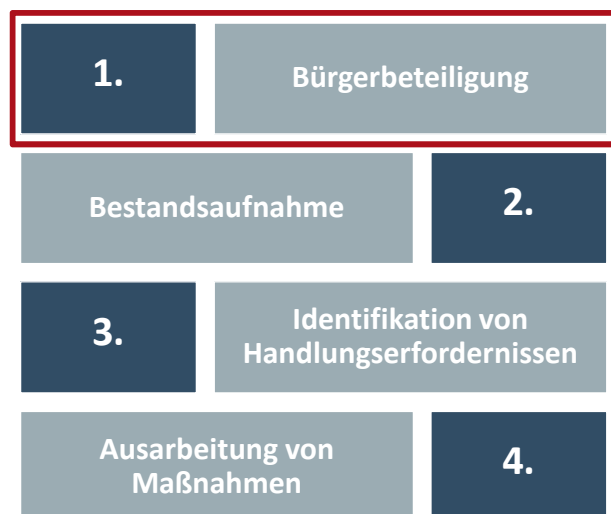 1.
Bürgerbeteiligung
Bestandsaufnahme
2.
3.
Identifikation von
Handlungserfordernissen
Ausarbeitung von
Maßnahmen
4.